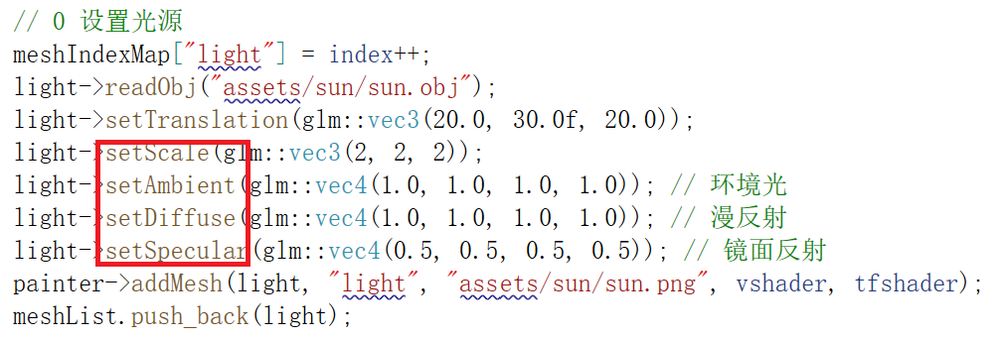 // 0 设置光源
meshIndexMap["light"] = index++;
light->readObj("assets/sun/sun.obj");
light->setTranslation(glm::vec3(20.0, 30.0f, 20.0));
light->setScale(glm::vec3(2, 2, 2));
light->setAmbient(glm::vec4(1.0, 1.0, 1.0, 1.0)); // 环境光
light->setDiffuse(glm::vec4(1.0, 1.0, 1.0, 1.0)); // 漫反射
light->setSpecular(glm::vec4(0.5, 0.5, 0.5, 0.5)); // 镜面反射
painter->addMesh(light, "light", "assets/sun/sun.png", vshader, tfshader);
meshList.push_back(light);